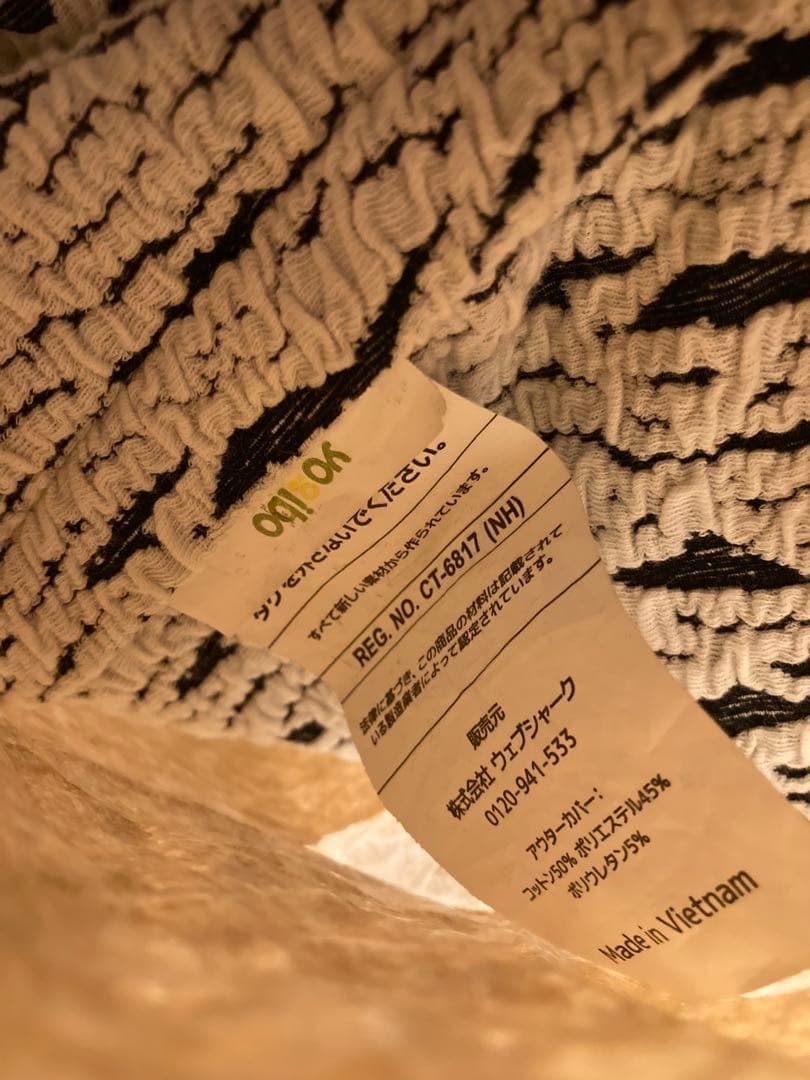 yogibo
タグを外さないでください。
すべて新しい素材から作られています。
REG. NO. CT-6817 (NH)
法律に基づき、この商品の材料は記載されて
いる製造業者によって認定されています。
販売元
株式会社 ウェブシャーク
0120-941-533
アウターカバー：
コットン50% ポリエステル45%
ポリウレタン5%
Made in Vietnam